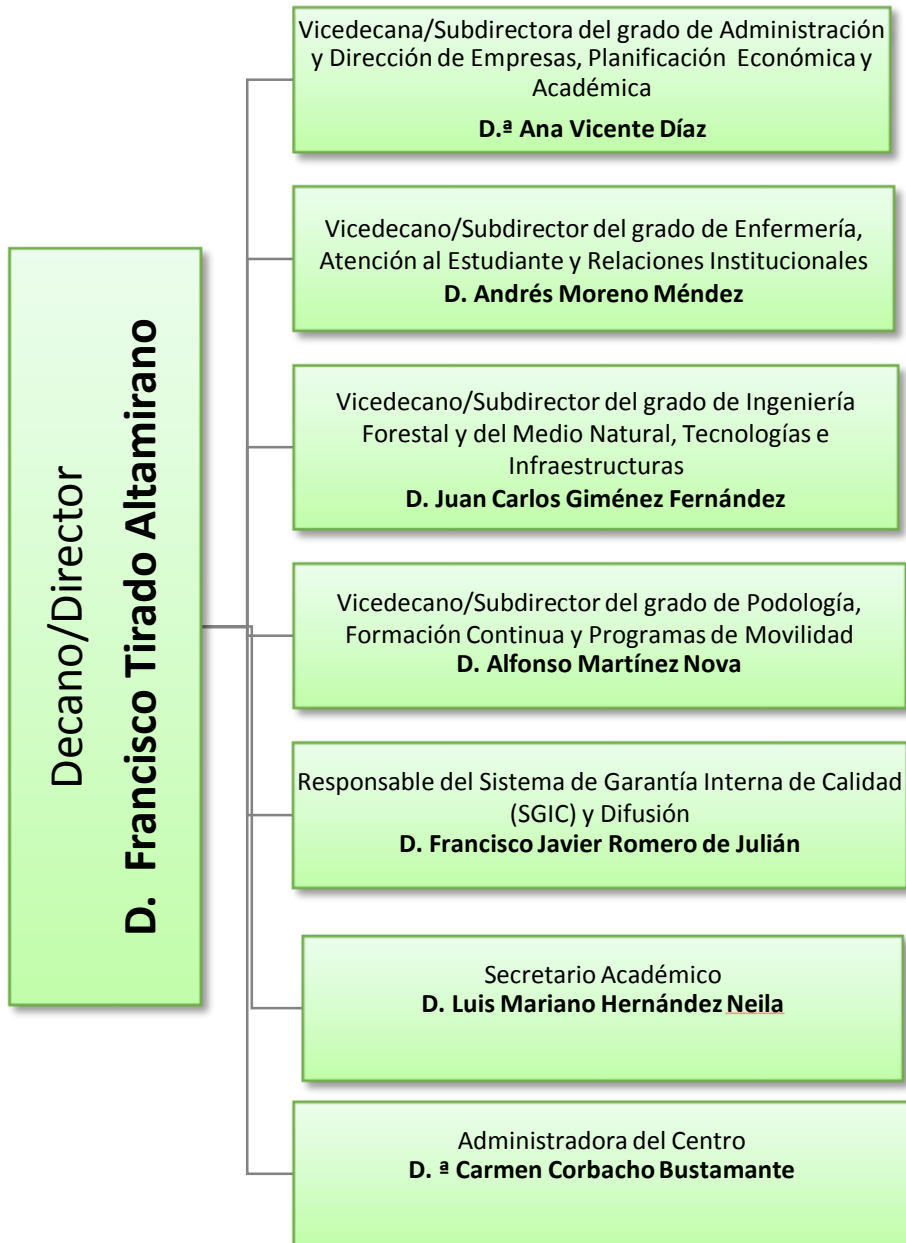 Decano/Director
D. Francisco Tirado Altamirano
Vicedecana/Subdirectora del grado de Administración
y Dirección de Empresas, Planificación Económica y
Académica
D.ª Ana Vicente Díaz
Vicedecano/Subdirector del grado de Enfermería,
Atención al Estudiante y Relaciones Institucionales
D. Andrés Moreno Méndez
Vicedecano/Subdirector del grado de Ingeniería
Forestal y del Medio Natural, Tecnologías e
Infraestructuras
D. Juan Carlos Giménez Fernández
Vicedecano/Subdirector del grado de Podología,
Formación Continua y Programas de Movilidad
D. Alfonso Martínez Nova
Responsable del Sistema de Garantía Interna de Calidad
(SGIC) y Difusión
D. Francisco Javier Romero de Julián
Secretario Académico
D. Luis Mariano Hernández Neila
Administradora del Centro
D. ª Carmen Corbacho Bustamante